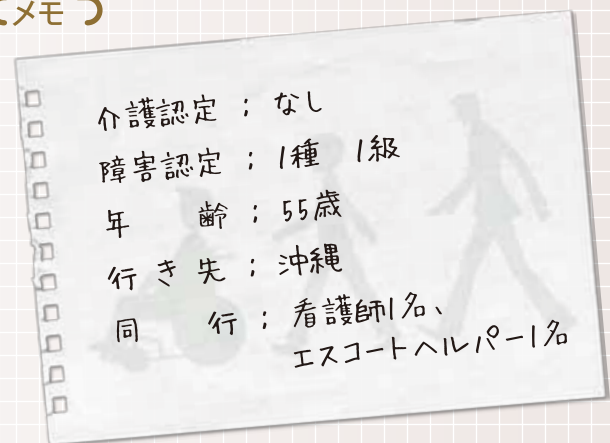 メモ
介護認定；なし
障害認定；1種 1級
年 齢；55歳
行き先；沖縄
同 行；看護師1名、
エスコートヘルパー1名